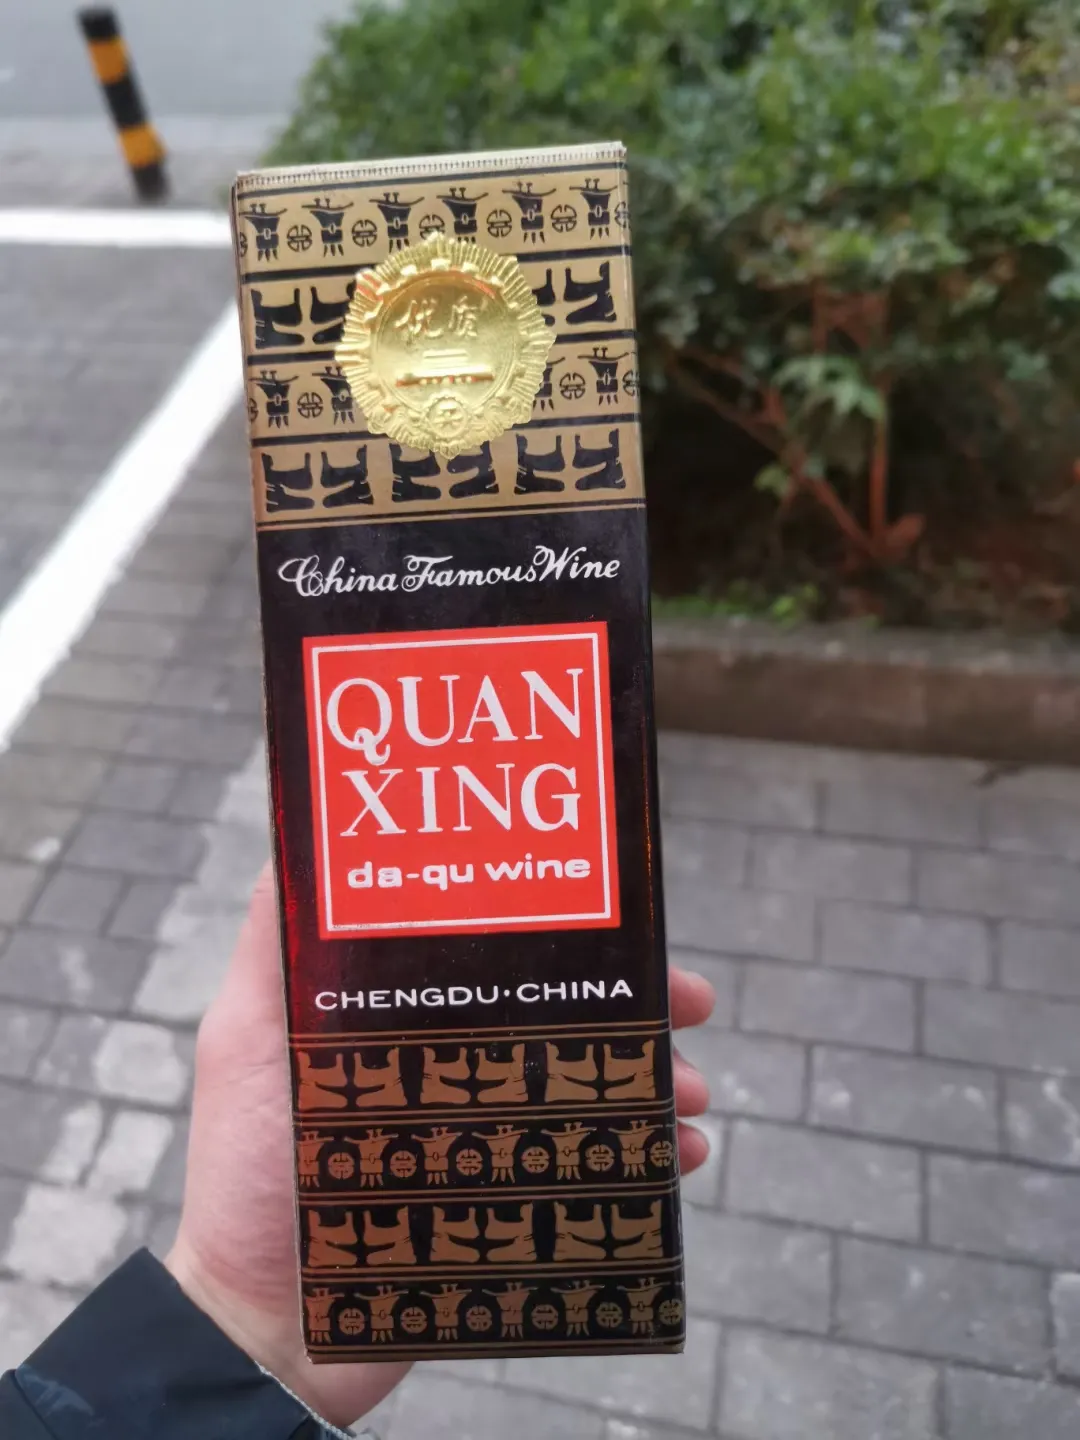 优质
China Famous Wine
QUAN
XING
da-qu wine
CHENGDU·CHINA